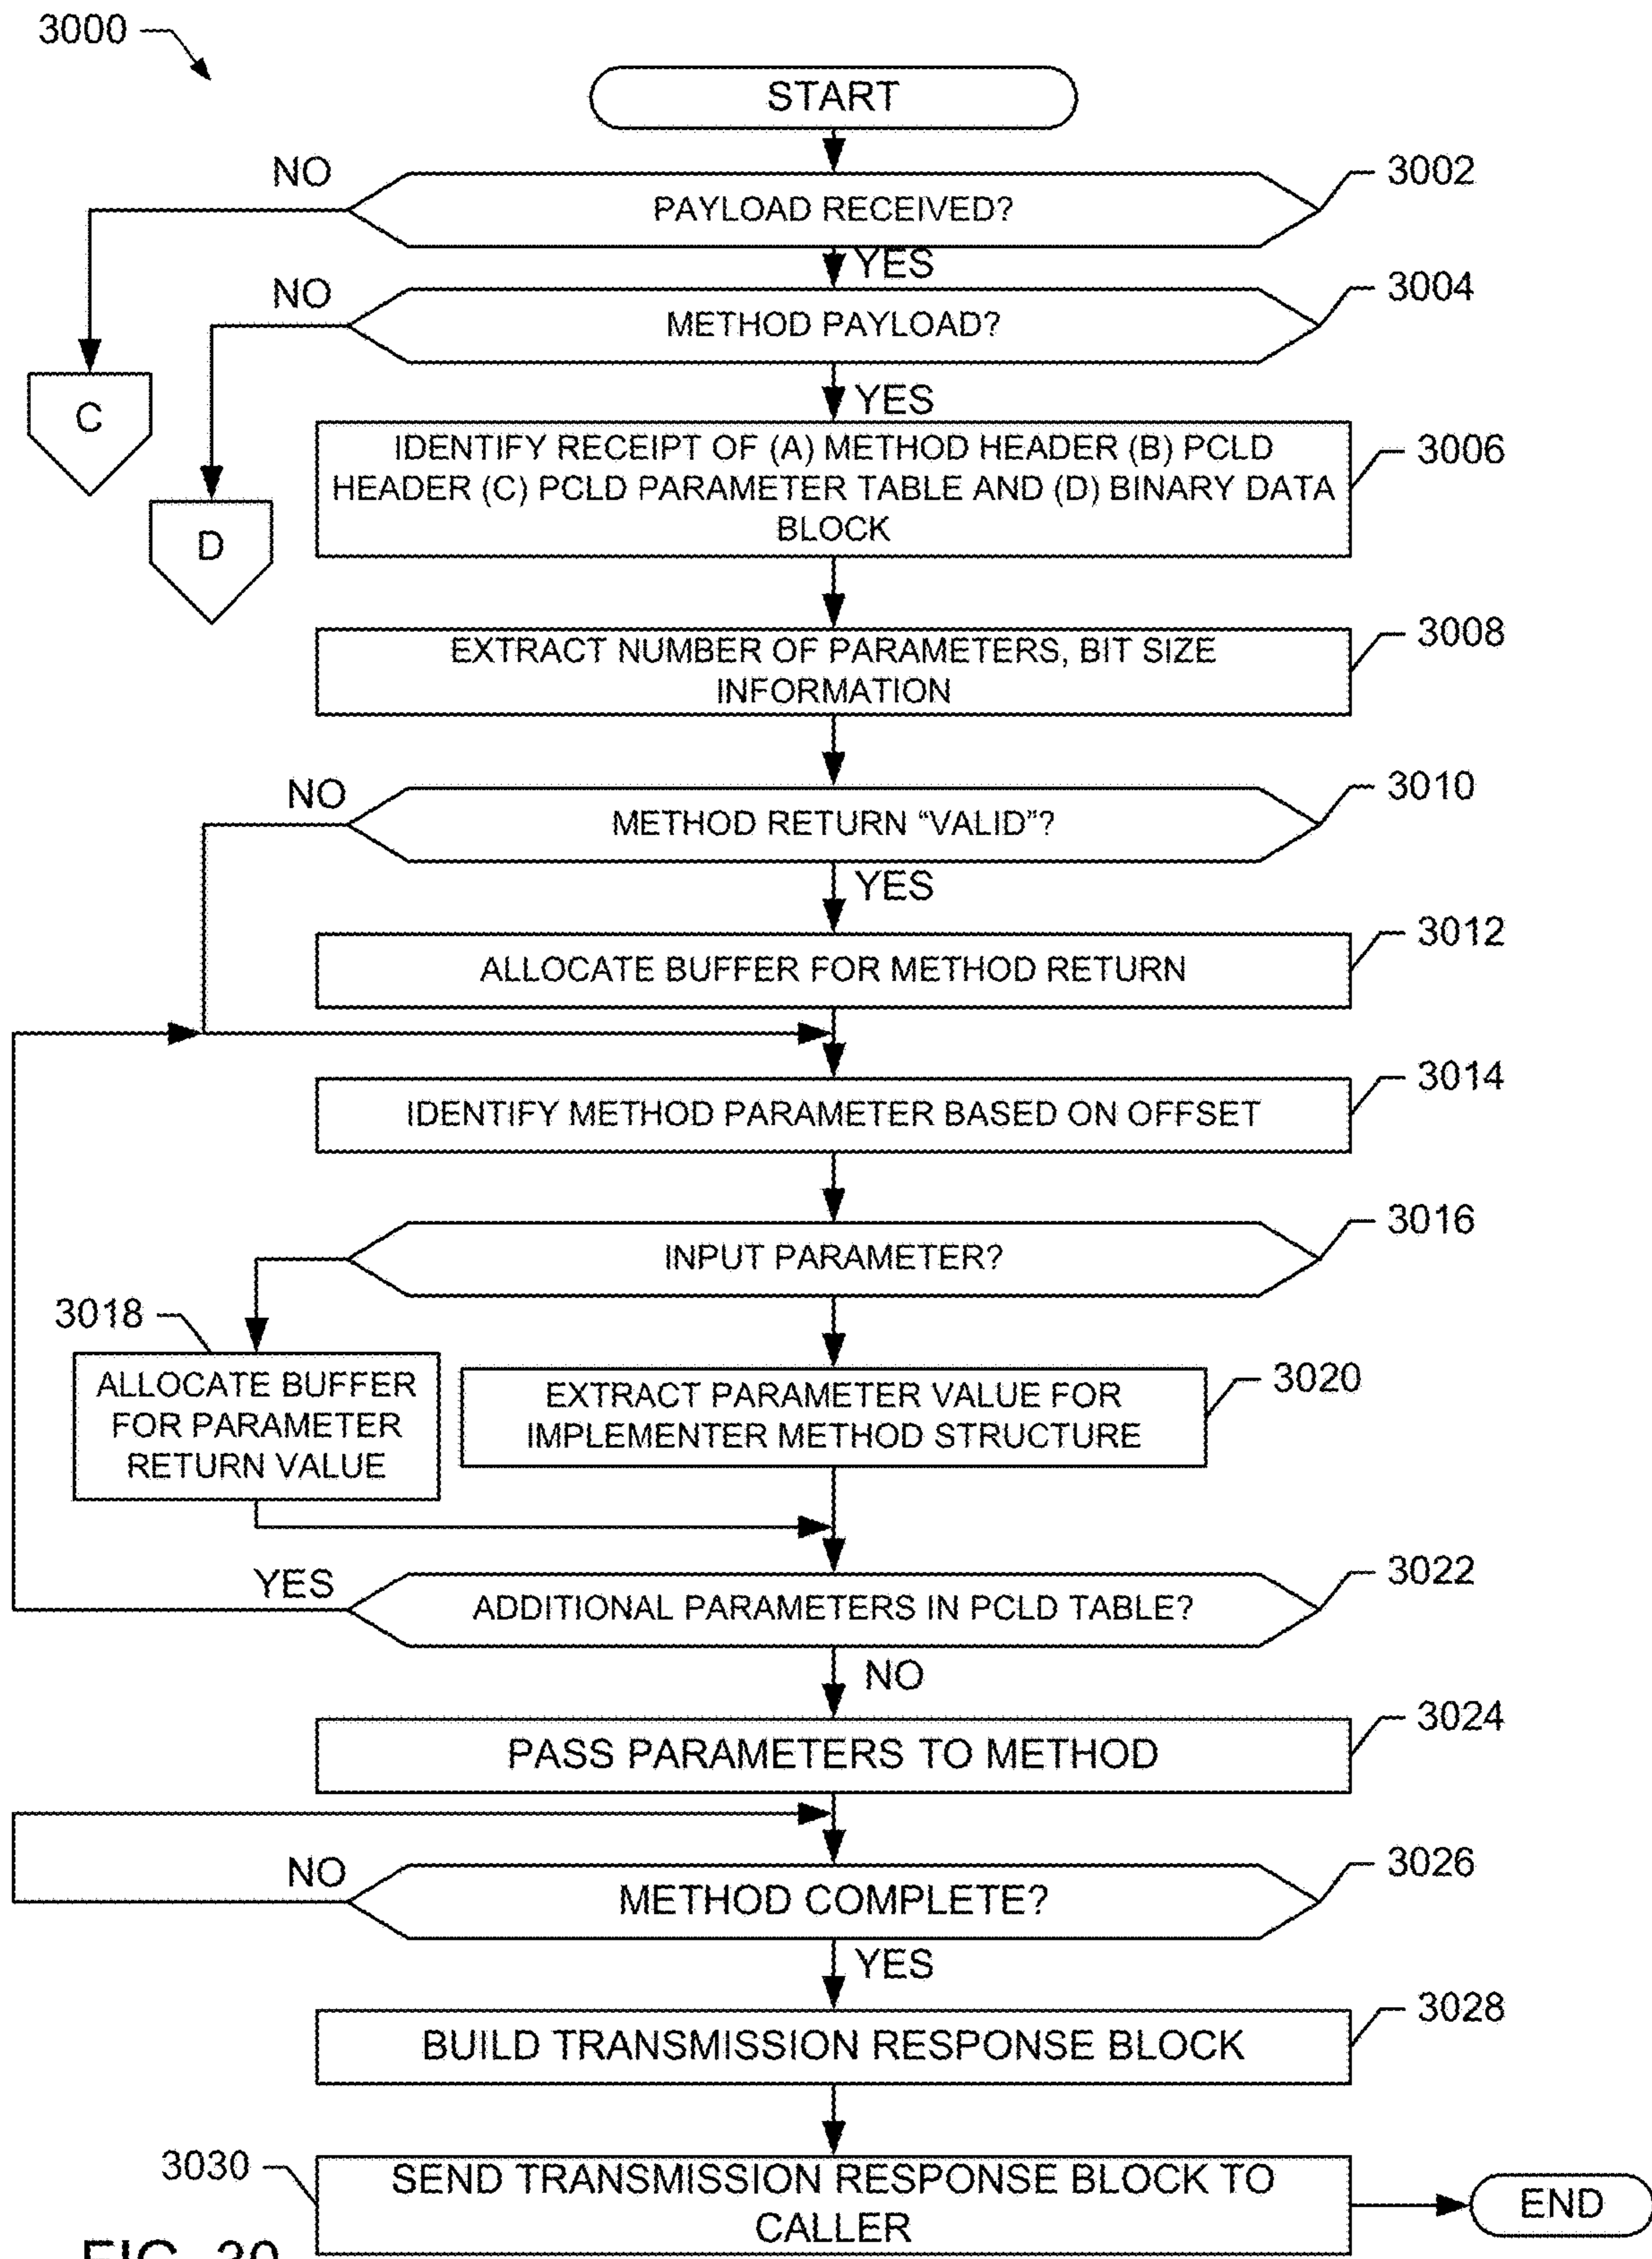 3000
START
NO
3002
PAYLOAD RECEIVED?
YES
NO
3004
METHOD PAYLOAD?
C
YES
IDENTIFY RECEIPT OF (A) METHOD HEADER (B) PCLD
HEADER (C) PCLD PARAMETER TABLE AND (D) BINARY DATA
BLOCK
3006
D
EXTRACT NUMBER OF PARAMETERS, BIT SIZE
INFORMATION
3008
NO
3010
METHOD RETURN “VALID”?
YES
3012
ALLOCATE BUFFER FOR METHOD RETURN
3014
IDENTIFY METHOD PARAMETER BASED ON OFFSET
3016
INPUT PARAMETER?
3018
ALLOCATE BUFFER
FOR PARAMETER
RETURN VALUE
EXTRACT PARAMETER VALUE FOR
IMPLEMENTER METHOD STRUCTURE
3020
YES
3022
ADDITIONAL PARAMETERS IN PCLD TABLE?
NO
3024
PASS PARAMETERS TO METHOD
NO
3026
METHOD COMPLETE?
YES
3028
BUILD TRANSMISSION RESPONSE BLOCK
3030
SEND TRANSMISSION RESPONSE BLOCK TO
CALLER
END
FIG. 30